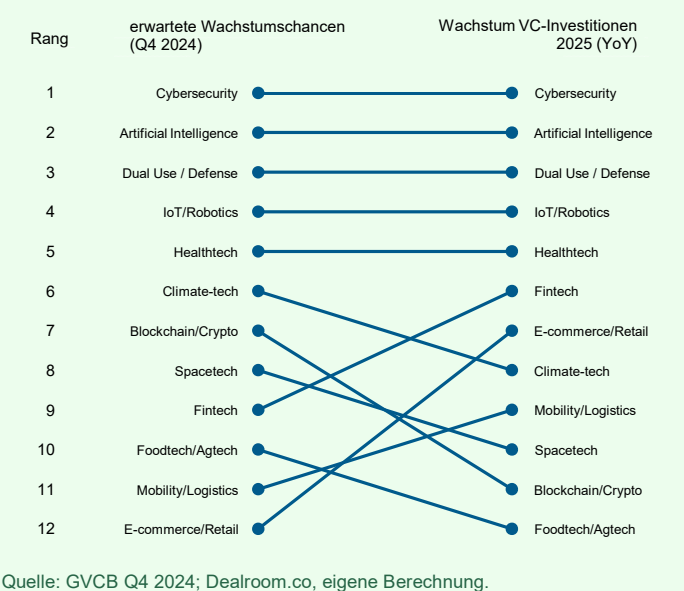 Rang
erwartete Wachstumschancen
(Q4 2024)
Wachstum VC-Investitionen
2025 (YoY)
1 Cybersecurity Cybersecurity
2 Artificial Intelligence Artificial Intelligence
3 Dual Use / Defense Dual Use / Defense
4 IoT/Robotics IoT/Robotics
5 Healthtech Healthtech
6 Climate-tech Fintech
7 Blockchain/Crypto E-commerce/Retail
8 Spacetech Climate-tech
9 Fintech Mobility/Logistics
10 Foodtech/Agtech Spacetech
11 Mobility/Logistics Blockchain/Crypto
12 E-commerce/Retail Foodtech/Agtech
Quelle: GVCB Q4 2024; Dealroom.co, eigene Berechnung.